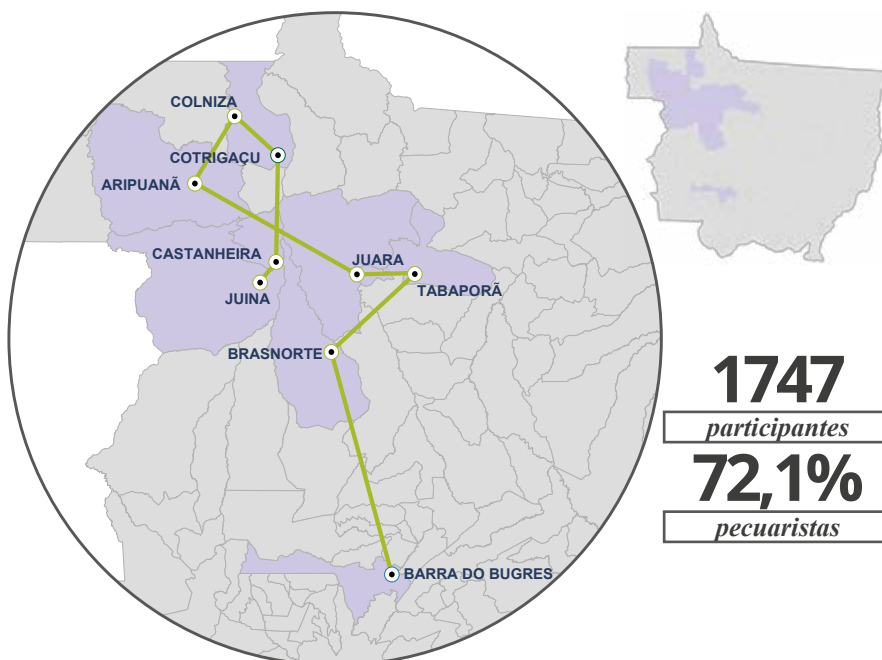 COLNIZA
COTRIGAÇU
ARIPUANÃ
CASTANHEIRA
JUARA
JUINA
TABAPORÃ
BRASNORTE
1747
participantes
72,1%
pecuaristas
BARRA DO BUGRES